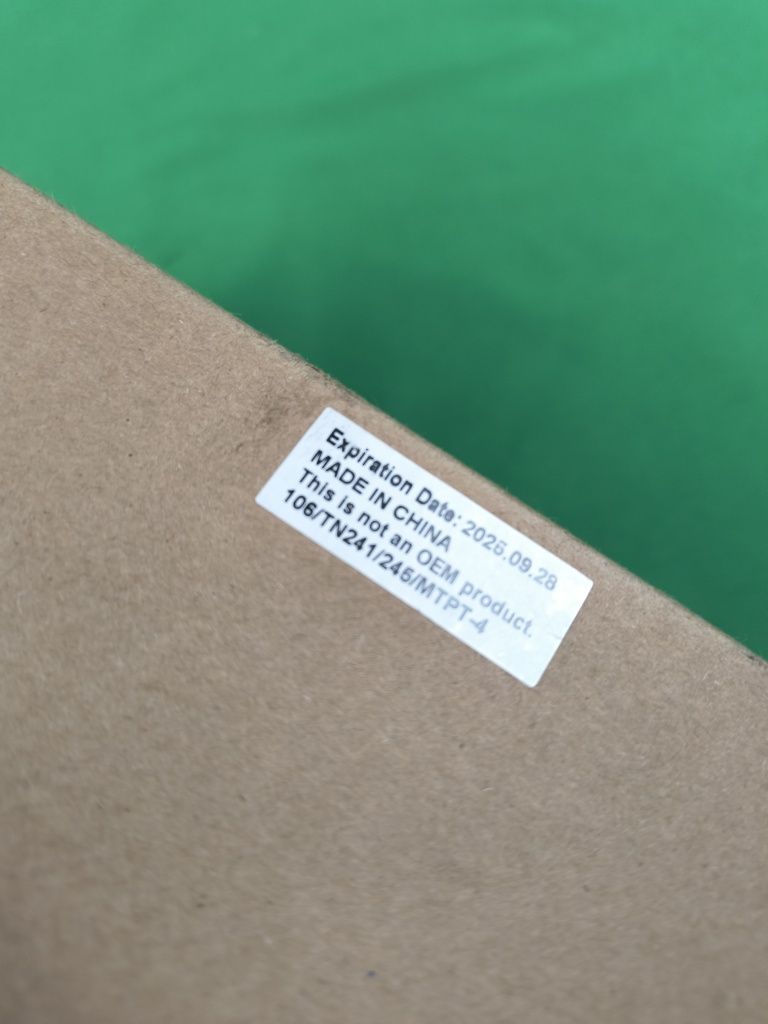 Expiration Date: 2025.09.28
MADE IN CHINA
This is not an OEM product.
106/TN241/245/MTPT-4